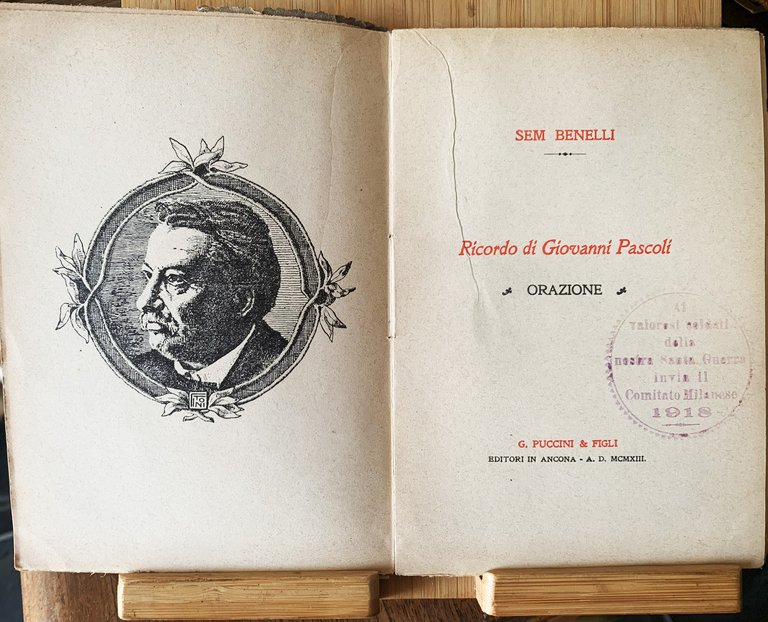 SEM BENELLI
Ricordo di Giovanni Pascoli
ORAZIONE
Ai
valorosi soldati
della
nostra Santa Guerra
invia il
Comitato Milanese
1918
G. PUCCINI & FIGLI
EDITORI IN ANCONA - A. D. MCMXIII.